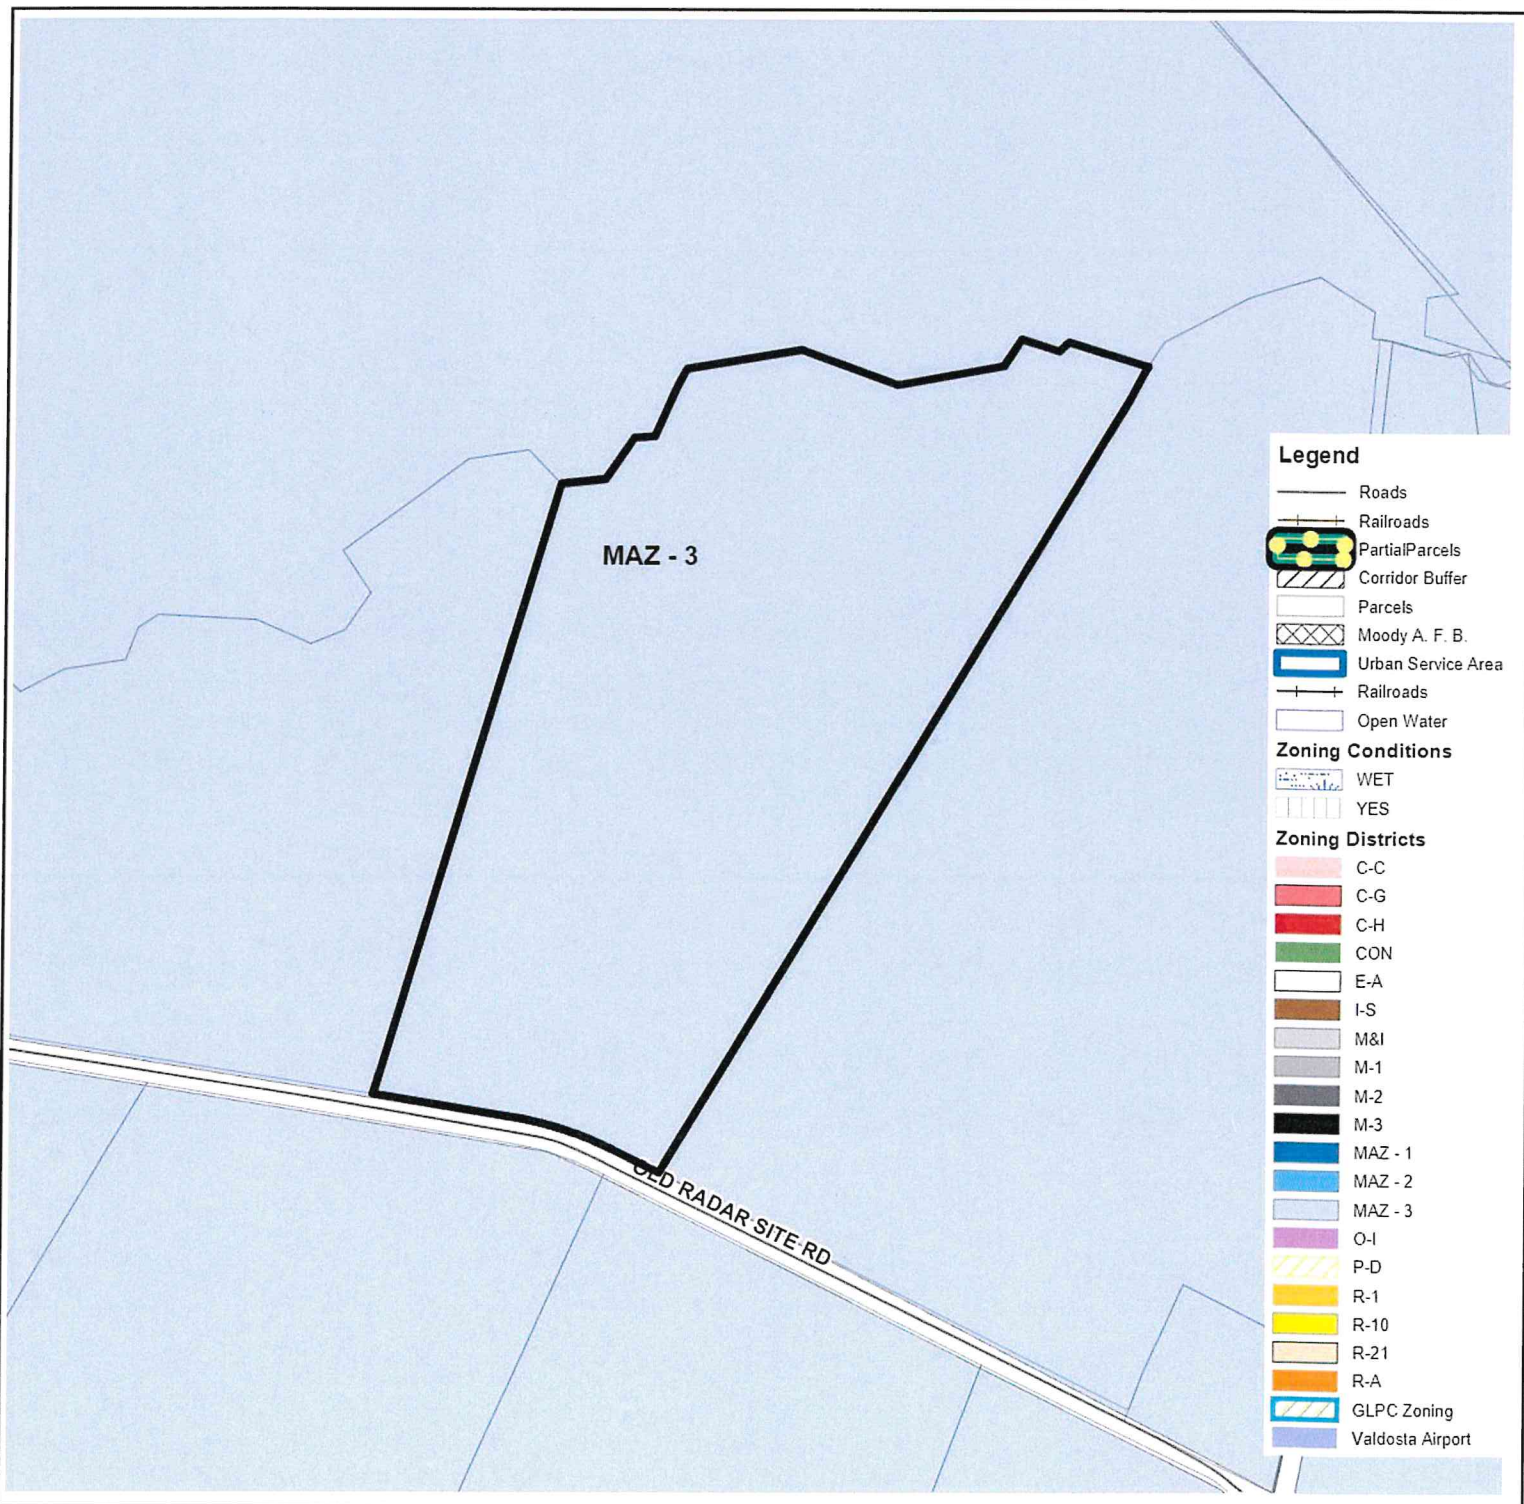 MAZ - 3
OLD RADAR SITE RD
Legend
Roads
Railroads
PartialParcels
Corridor Buffer
Parcels
Moody A. F. B.
Urban Service Area
Railroads
Open Water
Zoning Conditions
WET
YES
Zoning Districts
C-C
C-G
C-H
CON
E-A
I-S
M&I
M-1
M-2
M-3
MAZ - 1
MAZ - 2
MAZ - 3
O-I
P-D
R-1
R-10
R-21
R-A
GLPC Zoning
Valdosta Airport